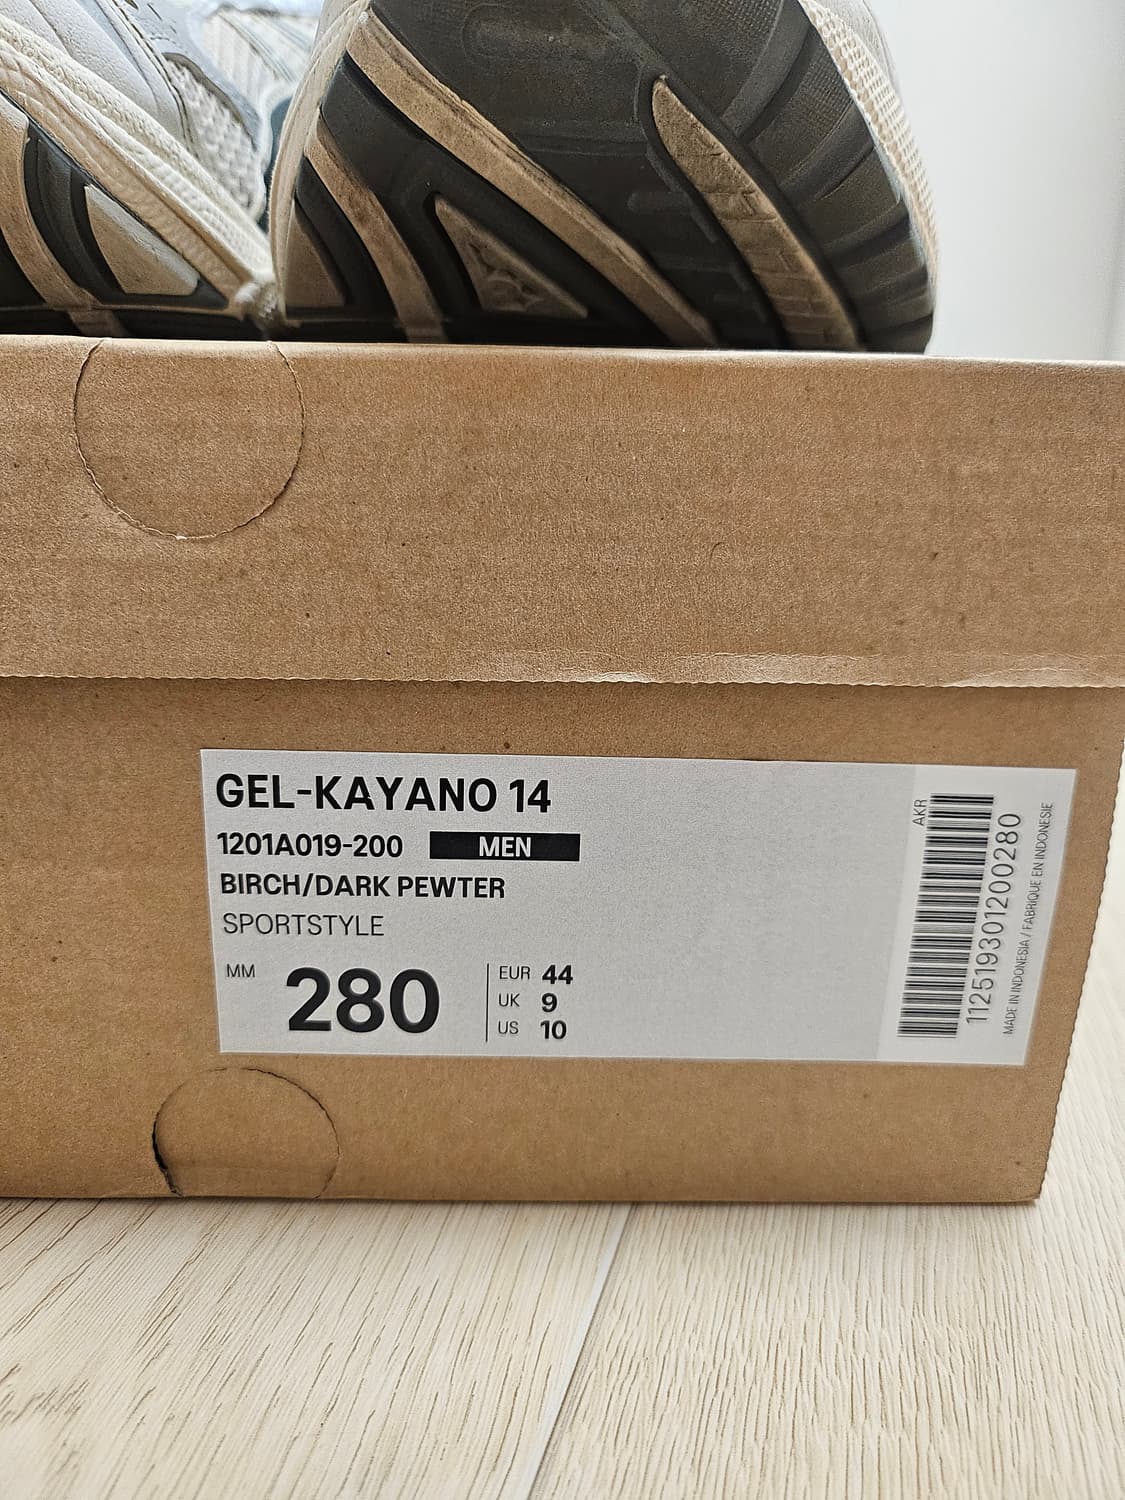 GEL-KAYANO 14
1201A019-200 MEN
BIRCH/DARK PEWTER
SPORTSTYLE
MM 280
EUR 44
UK 9
US 10
AKR
112519301200280
MADE IN INDONESIA / FABRIQUE EN INDONESIE